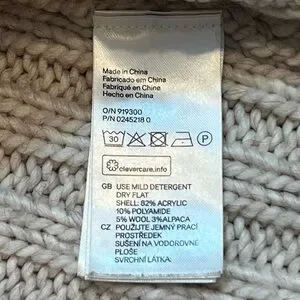 Made in China
Fabricado em China
Fabriqué en China
Hecho en China
O/N 919300
P/N 0245218 0
30
P
clevercare.info
GB USE MILD DETERGENT
DRY FLAT
SHELL: 82% ACRYLIC
10% POLYAMIDE
5% WOOL 3%ALPACA
CZ POUŽIJTE JEMNÝ PRACÍ
PROSTŘEDEK
SUŠENÍ NA VODOROVNÉ
PLOŠE
SVRCHNÍ LÁTKA: